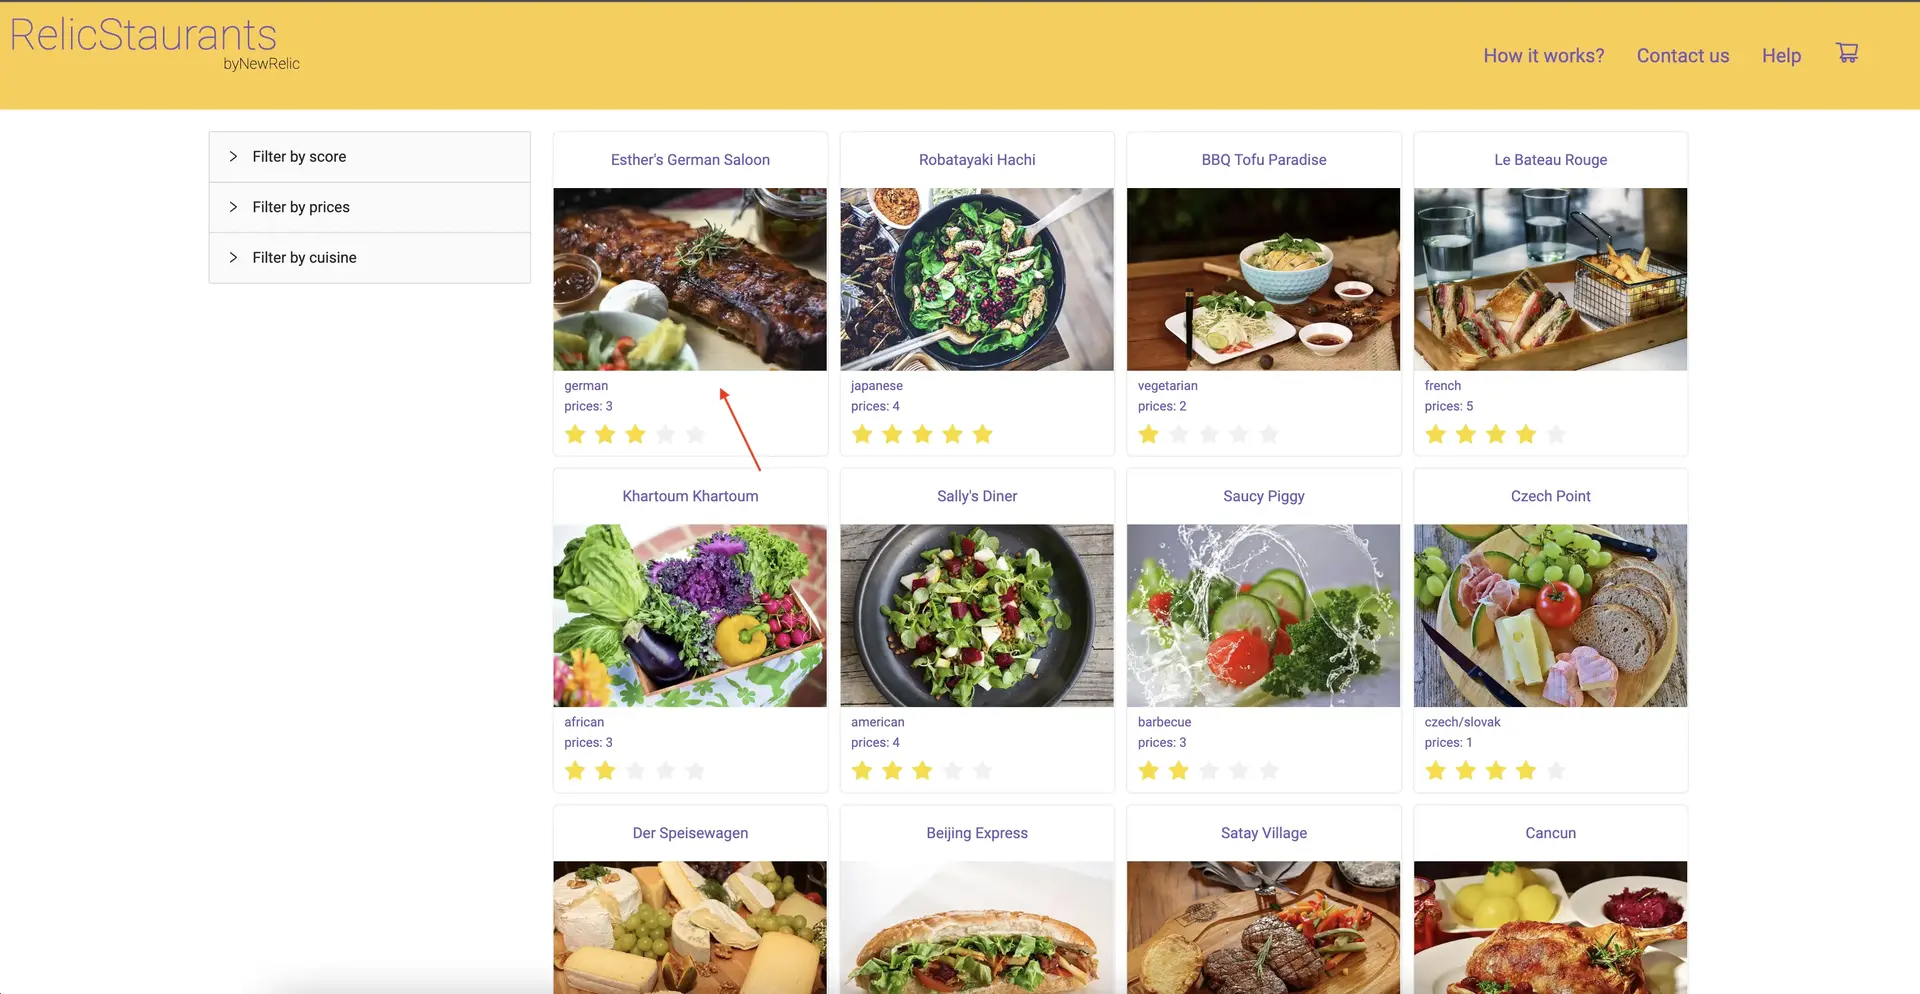 RelicStaurants
byNewRelic
How it works?
Contact us
Help
Filter by score
Filter by prices
Filter by cuisine
Esther's German Saloon
german
prices: 3
Robatayaki Hachi
japanese
prices: 4
BBQ Tofu Paradise
vegetarian
prices: 2
Le Bateau Rouge
french
prices: 5
Khartoum Khartoum
african
prices: 3
Sally's Diner
american
prices: 4
Saucy Piggy
barbecue
prices: 3
Czech Point
czech/slovak
prices: 1
Der Speisewagen
Beijing Express
Satay Village
Cancun